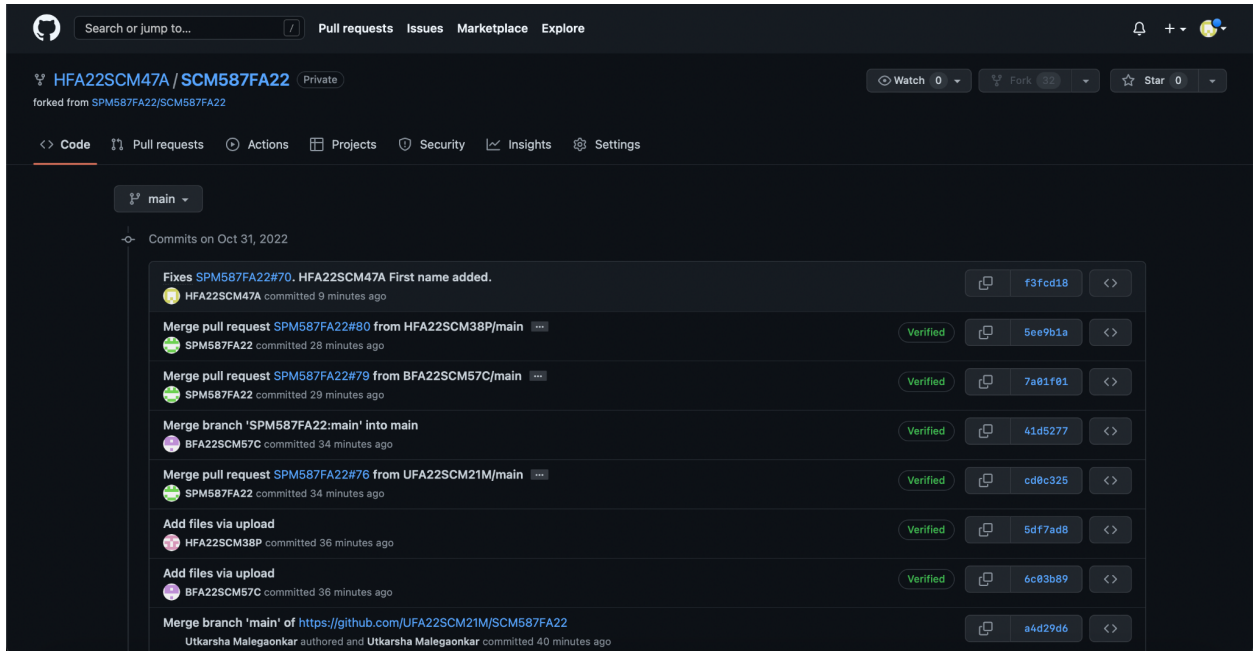 Search or jump to... / Pull requests Issues Marketplace Explore
HFA22SCM47A / SCM587FA22 Private Watch 0 Fork 32 Star 0
forked from SPM587FA22/SCM587FA22
<> Code Pull requests Actions Projects Security Insights Settings
main
Commits on Oct 31, 2022
Fixes SPM587FA22#70. HFA22SCM47A First name added. f3fcd18 <>
HFA22SCM47A committed 9 minutes ago
Merge pull request SPM587FA22#80 from HFA22SCM38P/main ... Verified 5ee9b1a <>
SPM587FA22 committed 28 minutes ago
Merge pull request SPM587FA22#79 from BFA22SCM57C/main ... Verified 7a01f01 <>
SPM587FA22 committed 29 minutes ago
Merge branch 'SPM587FA22:main' into main Verified 41d5277 <>
BFA22SCM57C committed 34 minutes ago
Merge pull request SPM587FA22#76 from UFA22SCM21M/main ... Verified cd0c325 <>
SPM587FA22 committed 34 minutes ago
Add files via upload Verified 5df7ad8 <>
HFA22SCM38P committed 36 minutes ago
Add files via upload Verified 6c03b89 <>
BFA22SCM57C committed 36 minutes ago
Merge branch 'main' of https://github.com/UFA22SCM21M/SCM587FA22 a4d29d6 <>
Utkarsha Malegaonkar authored and Utkarsha Malegaonkar committed 40 minutes ago